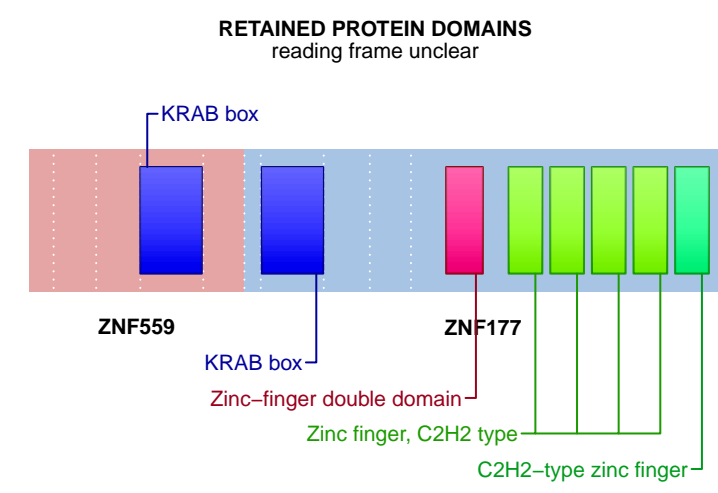 RETAINED PROTEIN DOMAINS
reading frame unclear
KRAB box
ZNF559
ZNF177
KRAB box
Zinc−finger double domain
Zinc finger, C2H2 type
C2H2−type zinc finger